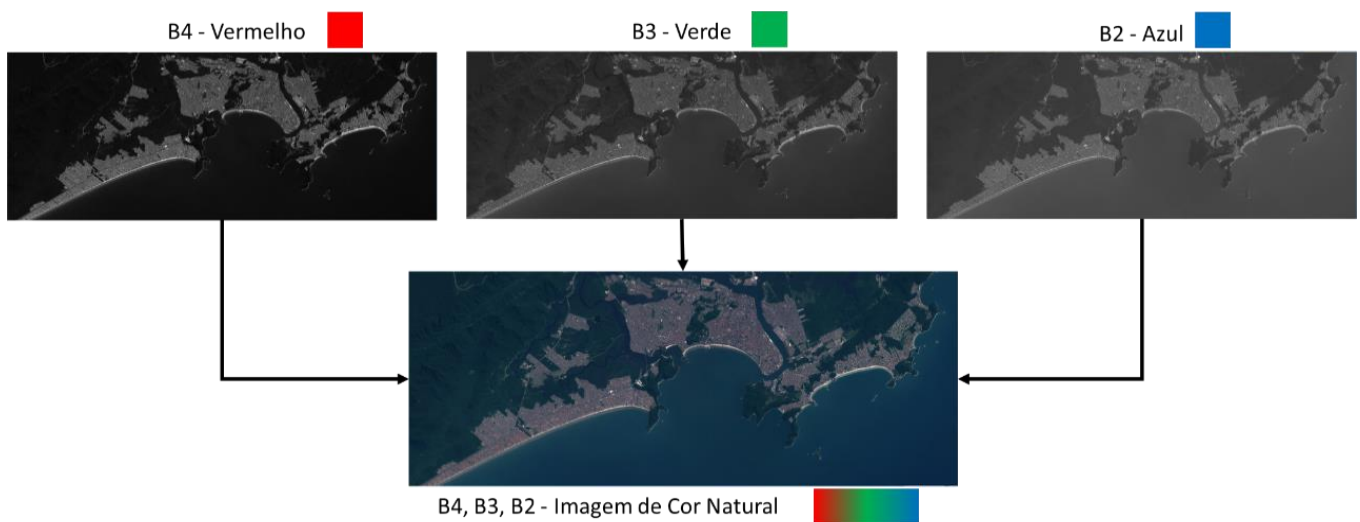 B4 - Vermelho
B3 - Verde
B2 - Azul
B4, B3, B2 - Imagem de Cor Natural